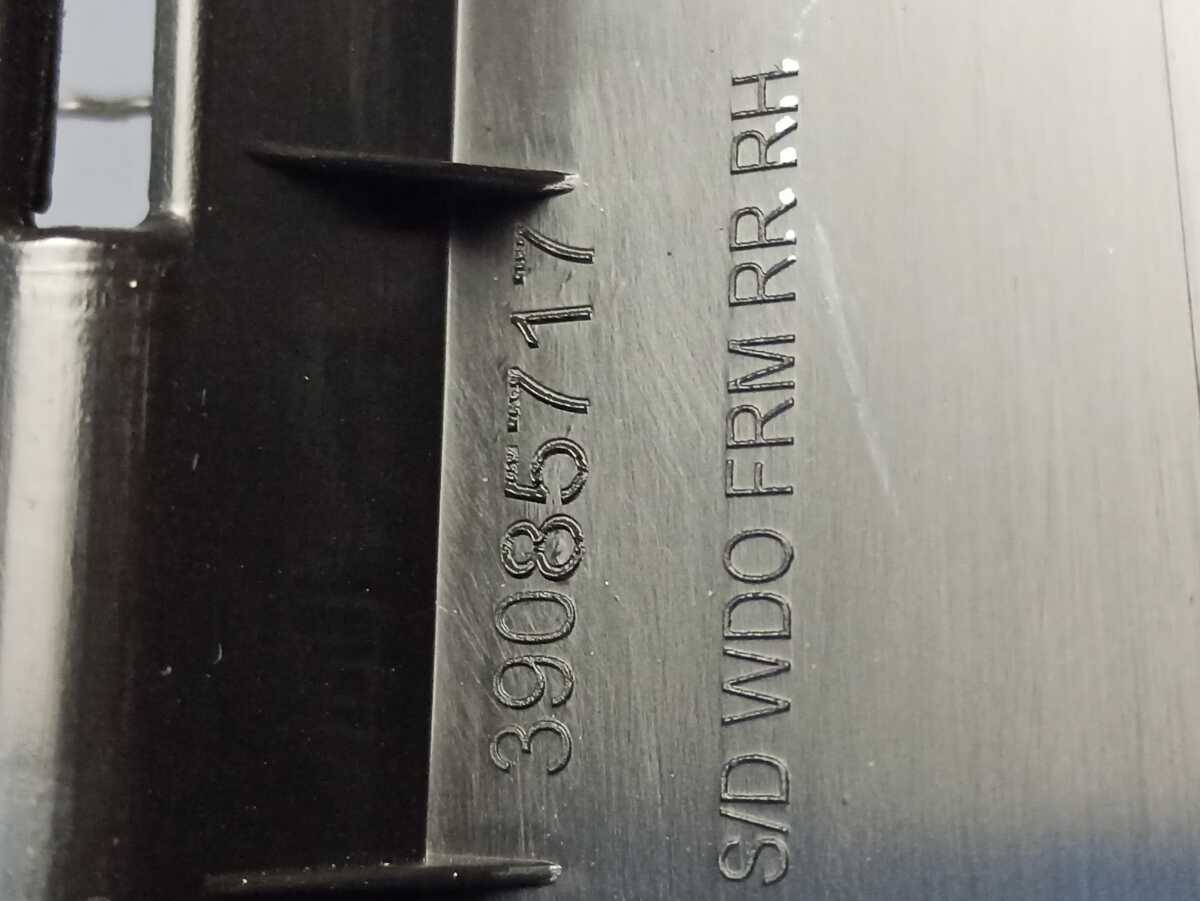 39085717
S/D WDO FRM RR.RH.